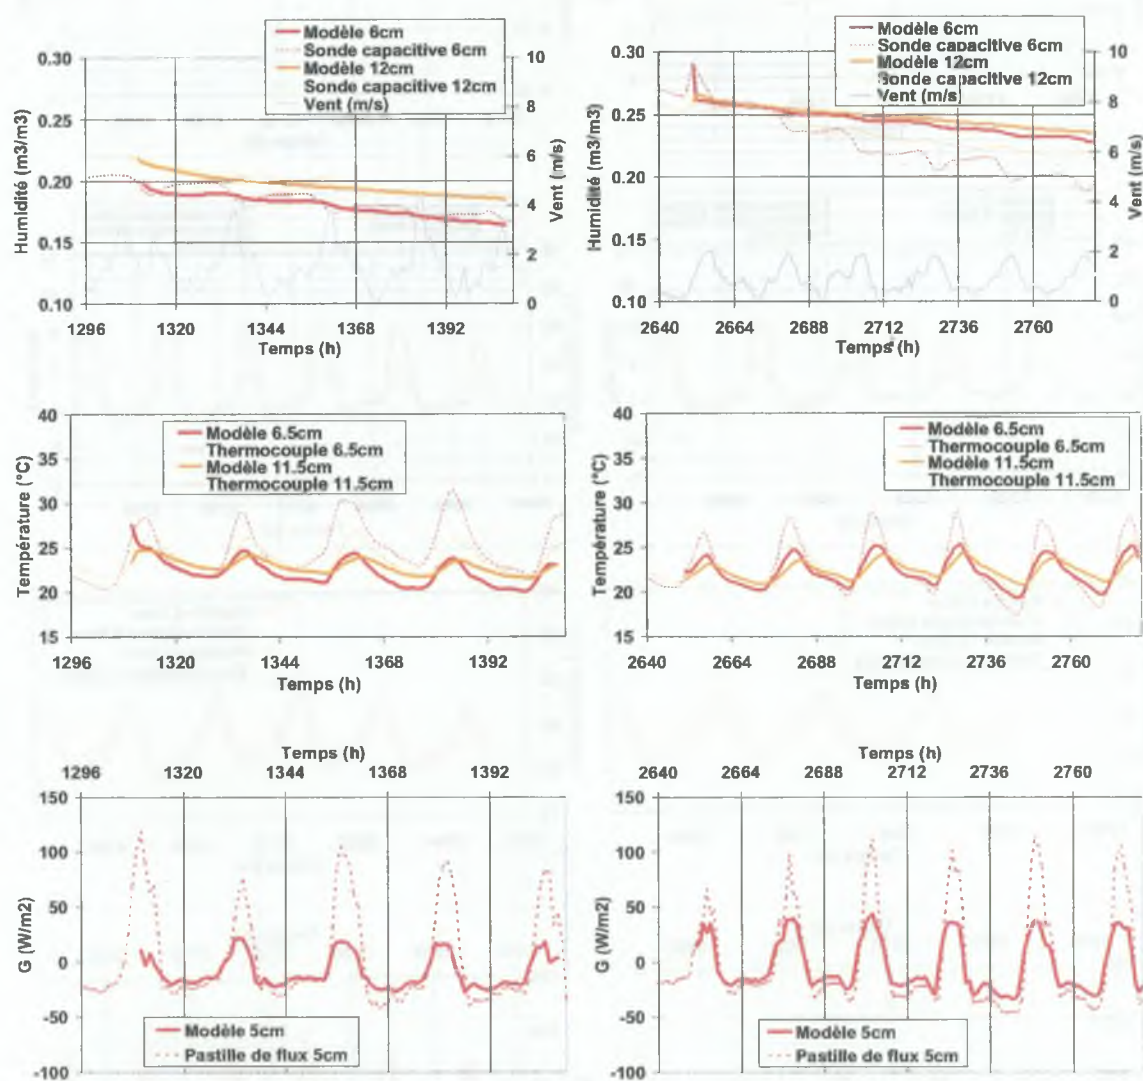 Modèle 6cm
Sonde capacitive 6cm
Modèle 12cm
Sonde capacitive 12cm
Vent (m/s)
Humidité (m3/m3)
0.30
0.25
0.20
0.15
0.10
10
8
6
4
2
0
Vent (m/s)
1296 1320 1344 1368 1392
Temps (h)
Modèle 6cm
Sonde capacitive 6cm
Modèle 12cm
Sonde capacitive 12cm
Vent (m/s)
Humidité (m3/m3)
0.30
0.25
0.20
0.15
0.10
10
8
6
4
2
0
Vent (m/s)
2640 2664 2688 2712 2736 2760
Temps (h)
Modèle 6.5cm
Thermocouple 6.5cm
Modèle 11.5cm
Thermocouple 11.5cm
Température (°C)
40
35
30
25
20
15
1296 1320 1344 1368 1392
Temps (h)
Modèle 6.5cm
Thermocouple 6.5cm
Modèle 11.5cm
Thermocouple 11.5cm
Température (°C)
40
35
30
25
20
15
2640 2664 2688 2712 2736 2760
Temps (h)
Temps (h)
1296 1320 1344 1368 1392
G (W/m2)
150
100
50
0
-50
-100
Modèle 5cm
Pastille de flux 5cm
Temps (h)
2640 2664 2688 2712 2736 2760
G (W/m2)
150
100
50
0
-50
-100
Modèle 5cm
Pastille de flux 5cm